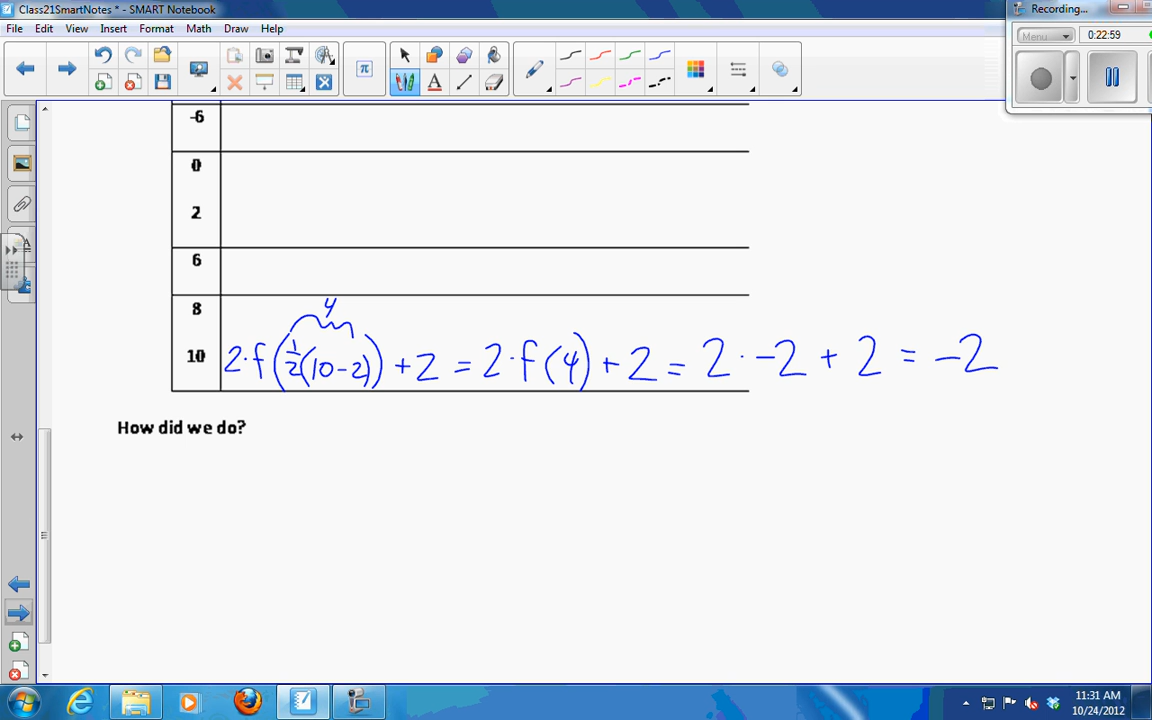 Class21SmartNotes * - SMART Notebook
Recording...
File Edit View Insert Format Math Draw Help
Menu
0:22:59
π
A
-6
0
2
6
8
4
10 2·f(1/2(10-2))+2 = 2·f(4)+2 = 2·-2+2 = -2
How did we do?
11:31 AM
10/24/2012